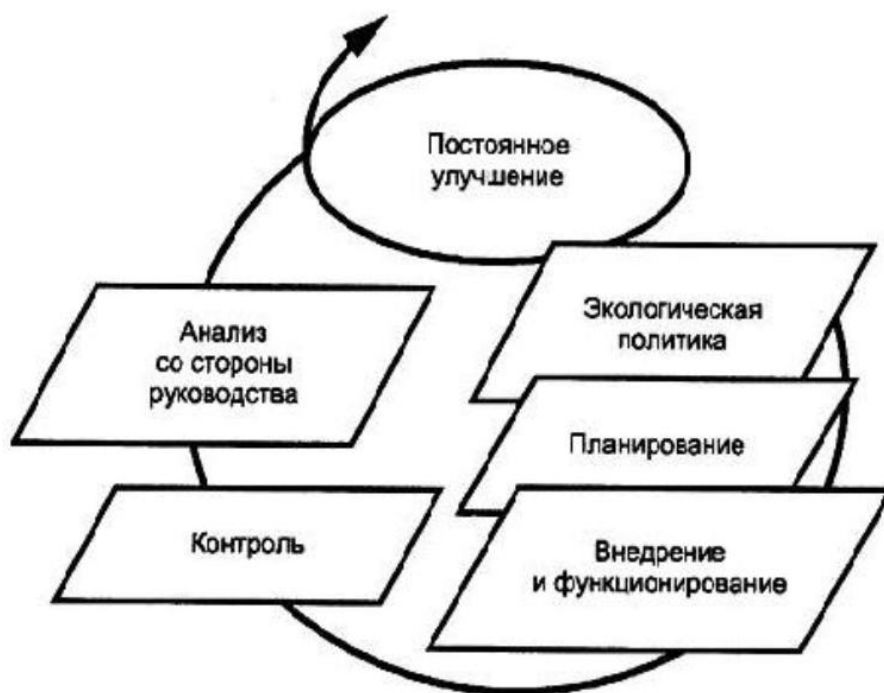 Постоянное
улучшение
Экологическая
политика
Планирование
Внедрение
и функционирование
Контроль
Анализ
со стороны
руководства